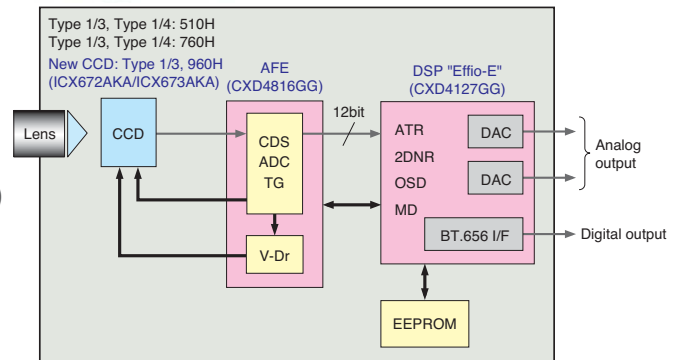 Type 1/3, Type 1/4: 510H
Type 1/3, Type 1/4: 760H
New CCD: Type 1/3, 960H
(ICX672AKA/ICX673AKA)
AFE
(CXD4816GG)
DSP "Effio-E"
(CXD4127GG)
Lens
CCD
CDS
ADC
TG
V-Dr
12bit
ATR
2DNR
OSD
MD
DAC
DAC
BT.656 I/F
EEPROM
Analog
output
Digital output